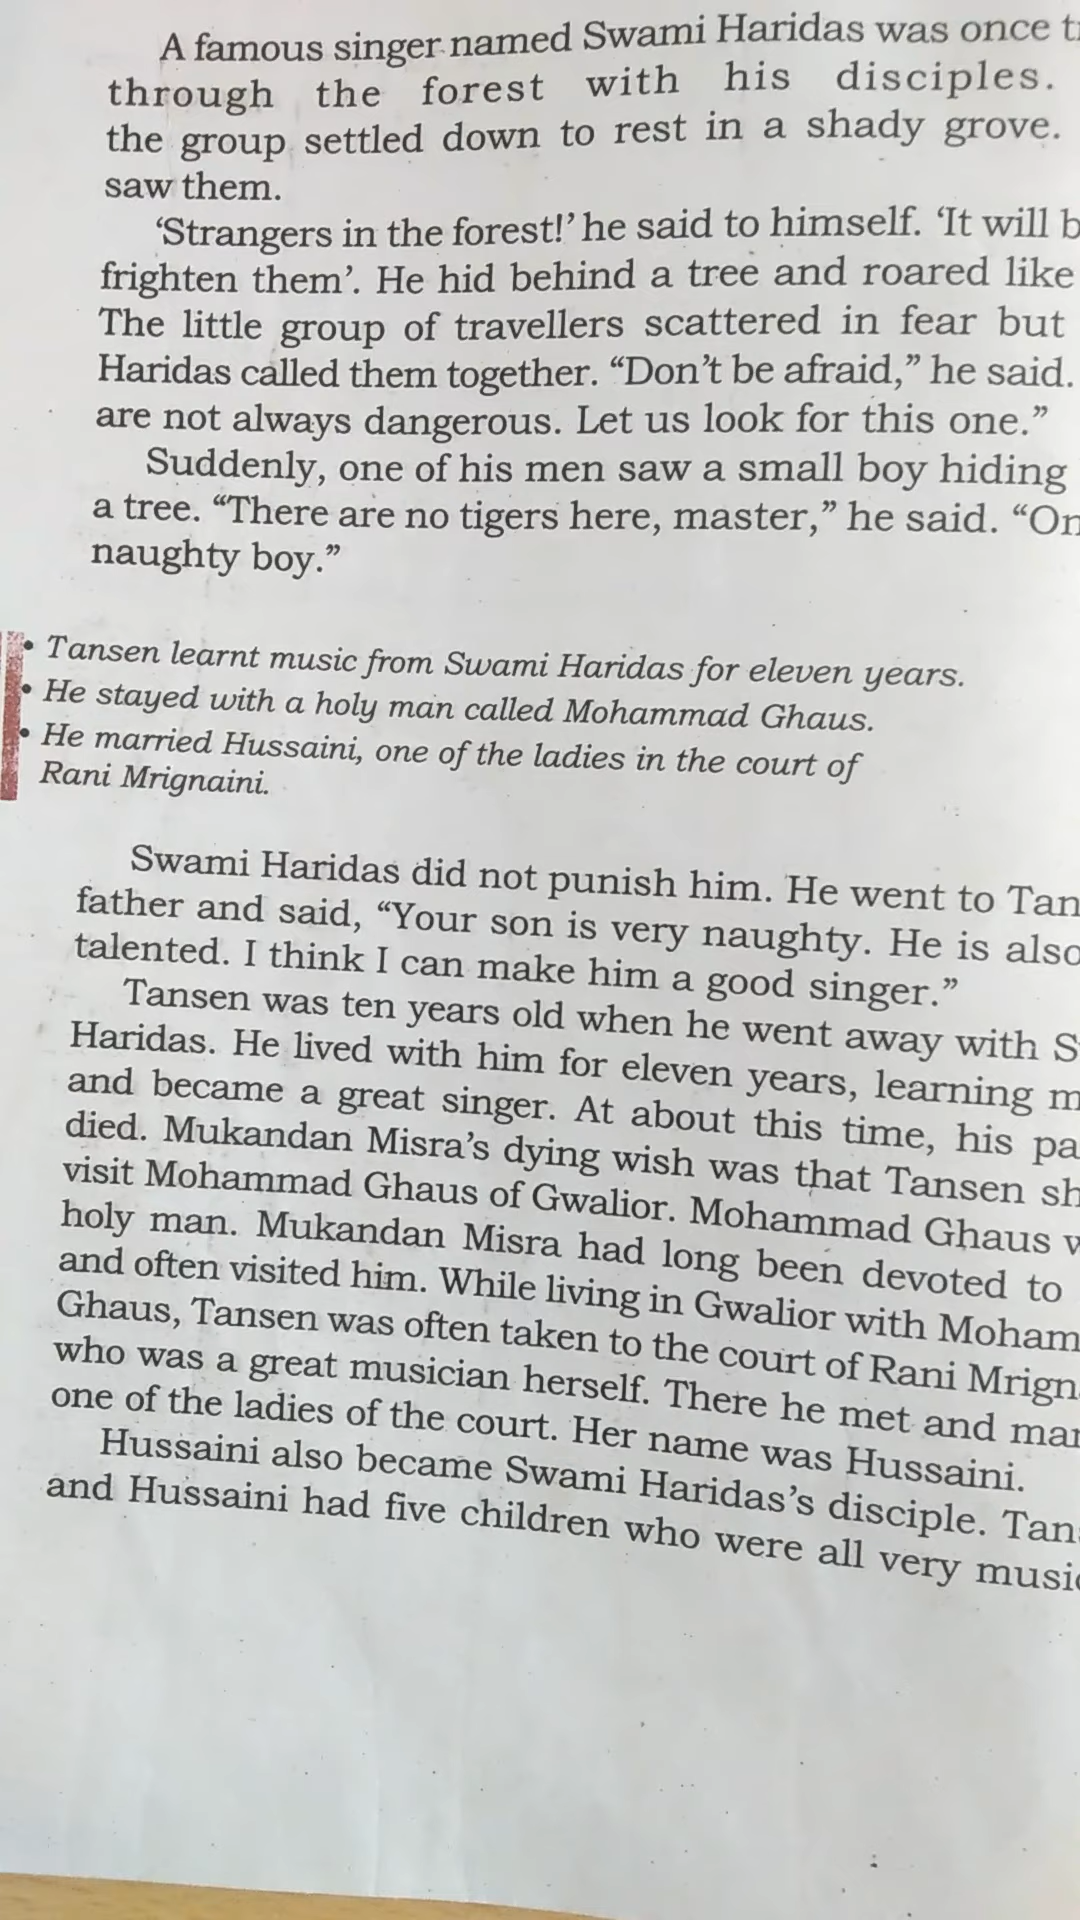 A famous singer named Swami Haridas was once
through the forest with his disciples.
the group settled down to rest in a shady grove.
saw them.
‘Strangers in the forest!’ he said to himself. ‘It will
frighten them’. He hid behind a tree and roared like
The little group of travellers scattered in fear but
Haridas called them together. “Don’t be afraid,” he said.
are not always dangerous. Let us look for this one.”
Suddenly, one of his men saw a small boy hiding
a tree. “There are no tigers here, master,” he said.
naughty boy.”
• Tansen learnt music from Swami Haridas for eleven years.
• He stayed with a holy man called Mohammad Ghaus.
• He married Hussaini, one of the ladies in the court of
Rani Mrignaini.
Swami Haridas did not punish him. He went to
father and said, “Your son is very naughty. He is
talented. I think I can make him a good singer.”
Tansen was ten years old when he went away with
Haridas. He lived with him for eleven years, learning
and became a great singer. At about this time, his
died. Mukandan Misra’s dying wish was that Tansen
visit Mohammad Ghaus of Gwalior. Mohammad Ghaus
holy man. Mukandan Misra had long been devoted to
and often visited him. While living in Gwalior with
Ghaus, Tansen was often taken to the court of Rani
who was a great musician herself. There he met and
one of the ladies of the court. Her name was Hussaini.
Hussaini also became Swami Haridas’s disciple.
and Hussaini had five children who were all very